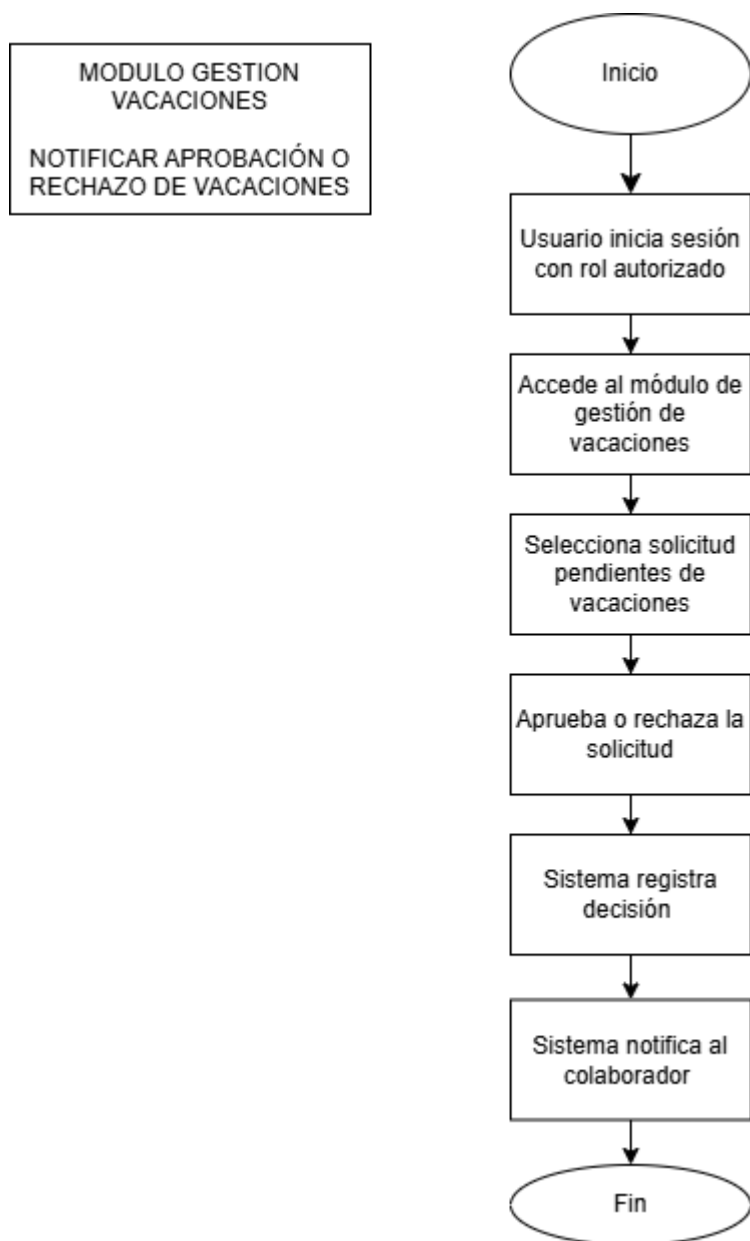 MODULO GESTION
VACACIONES
NOTIFICAR APROBACIÓN O
RECHAZO DE VACACIONES
Inicio
Usuario inicia sesión
con rol autorizado
Accede al módulo de
gestión de
vacaciones
Selecciona solicitud
pendientes de
vacaciones
Aprueba o rechaza la
solicitud
Sistema registra
decisión
Sistema notifica al
colaborador
Fin